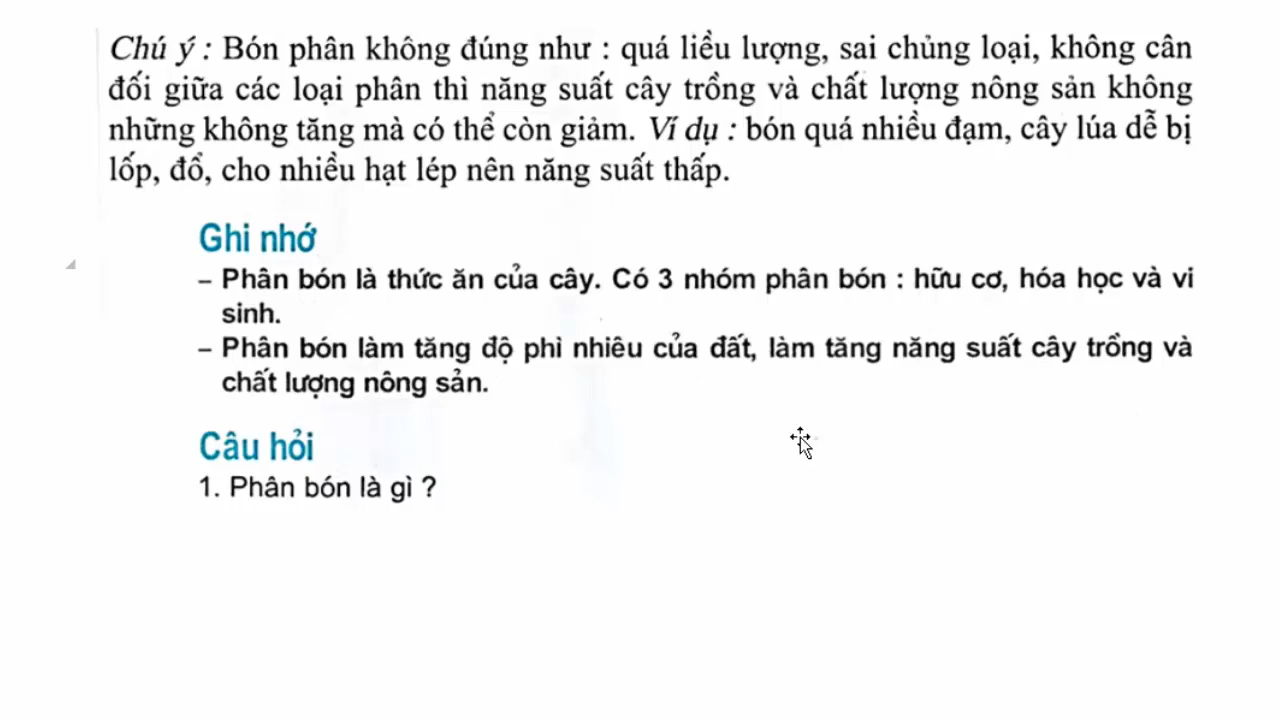 Chú ý : Bón phân không đúng như : quá liều lượng, sai chủng loại, không cân
đối giữa các loại phân thì năng suất cây trồng và chất lượng nông sản không
những không tăng mà có thể còn giảm. Ví dụ : bón quá nhiều đạm, cây lúa dễ bị
lốp, đổ, cho nhiều hạt lép nên năng suất thấp.
Ghi nhớ
– Phân bón là thức ăn của cây. Có 3 nhóm phân bón : hữu cơ, hóa học và vi
sinh.
– Phân bón làm tăng độ phì nhiêu của đất, làm tăng năng suất cây trồng và
chất lượng nông sản.
Câu hỏi
1. Phân bón là gì ?